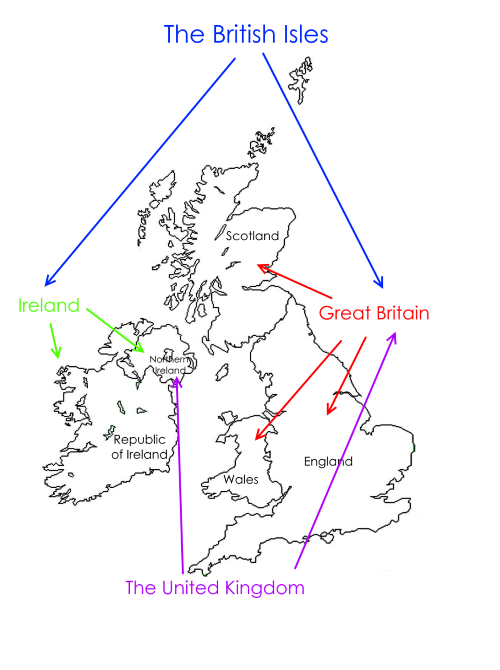 The British Isles
Scotland
Ireland
Great Britain
Northern
Ireland
Republic
of Ireland
England
Wales
The United Kingdom